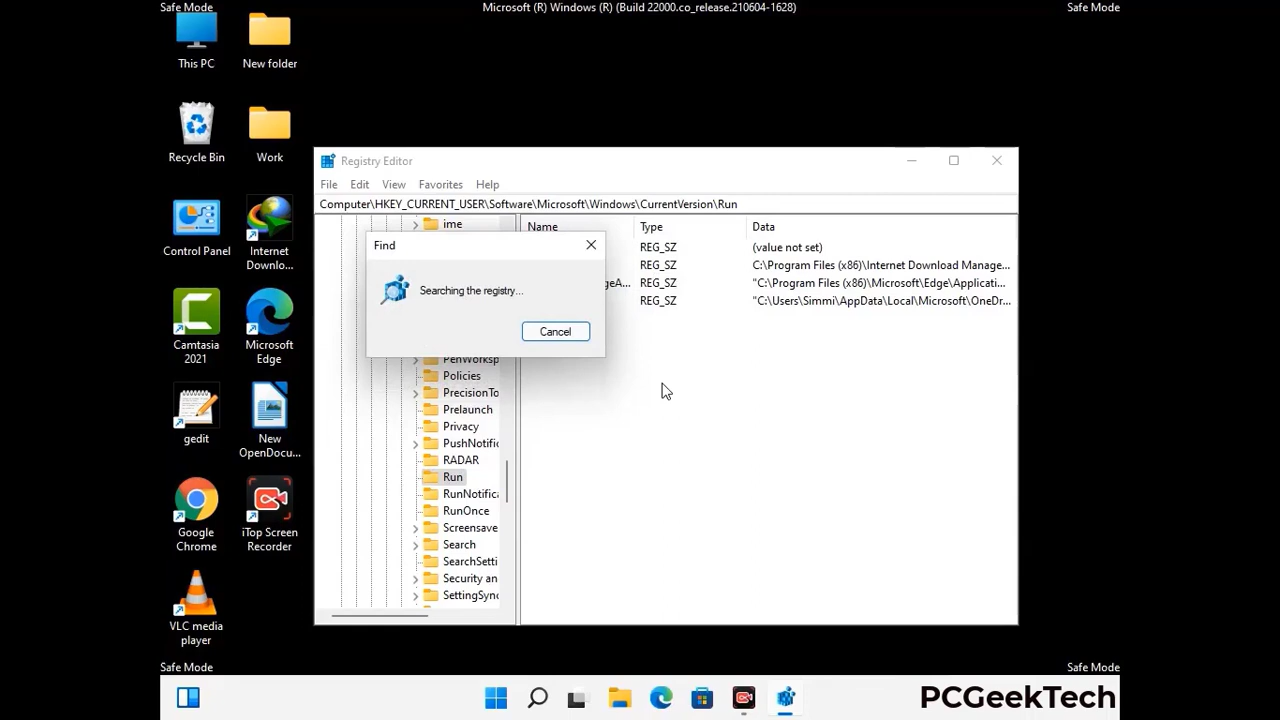 Safe Mode
Microsoft (R) Windows (R) (Build 22000.co_release.210604-1628)
Safe Mode
This PC
New folder
Recycle Bin
Work
Control Panel
Internet
Downlo...
Camtasia
2021
Microsoft
Edge
gedit
New
OpenDocu...
Google
Chrome
iTop Screen
Recorder
VLC media
player
Registry Editor
File Edit View Favorites Help
Computer\HKEY_CURRENT_USER\Software\Microsoft\Windows\CurrentVersion\Run
ime
PenWorksp
Policies
PrecisionTo
Prelaunch
Privacy
PushNotific
RADAR
Run
RunNotifica
RunOnce
Screensave
Search
SearchSetti
Security an
SettingSync
Name Type Data
REG_SZ (value not set)
REG_SZ C:\Program Files (x86)\Internet Download Manage...
geA... REG_SZ "C:\Program Files (x86)\Microsoft\Edge\Applicati...
REG_SZ "C:\Users\Simmi\AppData\Local\Microsoft\OneDr...
Find
Searching the registry...
Cancel
Safe Mode
Safe Mode
PCGeekTech